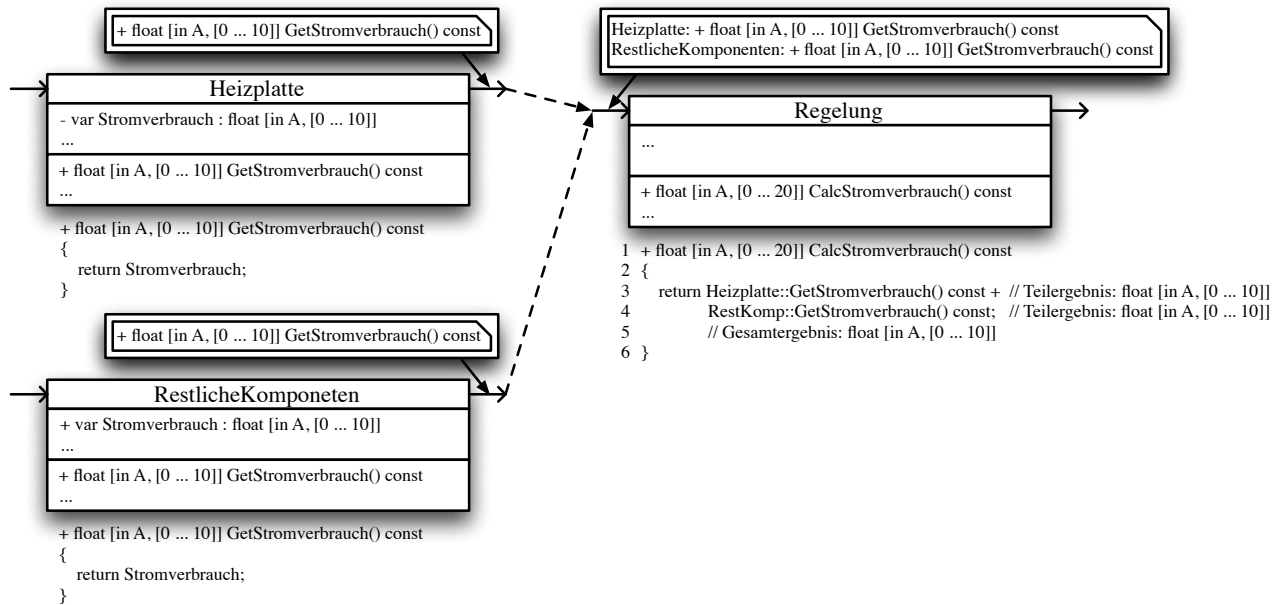 + float [in A, [0 ... 10]] GetStromverbrauch() const
Heizplatte
- var Stromverbrauch : float [in A, [0 ... 10]]
...
+ float [in A, [0 ... 10]] GetStromverbrauch() const
...
+ float [in A, [0 ... 10]] GetStromverbrauch() const
{
return Stromverbrauch;
}
+ float [in A, [0 ... 10]] GetStromverbrauch() const
RestlicheKomponeten
+ var Stromverbrauch : float [in A, [0 ... 10]]
...
+ float [in A, [0 ... 10]] GetStromverbrauch() const
...
+ float [in A, [0 ... 10]] GetStromverbrauch() const
{
return Stromverbrauch;
}
Heizplatte: + float [in A, [0 ... 10]] GetStromverbrauch() const
RestlicheKomponenten: + float [in A, [0 ... 10]] GetStromverbrauch() const
Regelung
...
+ float [in A, [0 ... 20]] CalcStromverbrauch() const
...
1 + float [in A, [0 ... 20]] CalcStromverbrauch() const
2 {
3 return Heizplatte::GetStromverbrauch() const + // Teilergebnis: float [in A, [0 ... 10]]
4 RestKomp::GetStromverbrauch() const; // Teilergebnis: float [in A, [0 ... 10]]
5 // Gesamtergebnis: float [in A, [0 ... 10]]
6 }